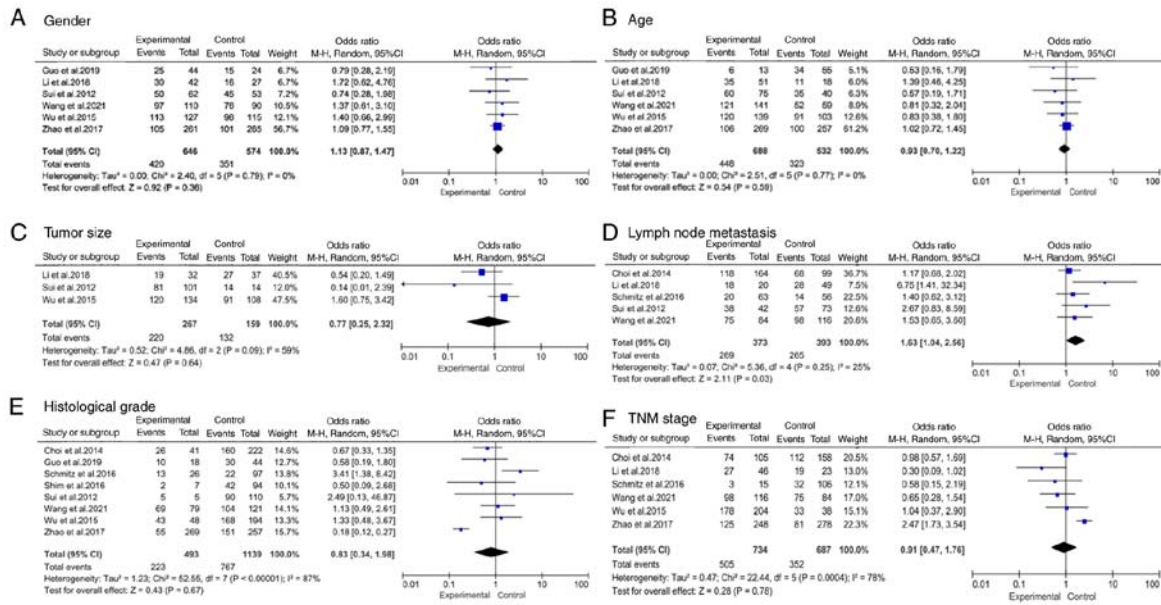 A Gender
Experimental Control Odds ratio Odds ratio
Study or subgroup Events Total Events Total Weight M-H, Random, 95%CI M-H, Random, 95%CI
Guo et al.2019 25 44 15 24 6.7% 0.79 [0.28, 2.19]
Li et al.2018 30 42 16 27 6.7% 1.72 [0.62, 4.76]
Sui et al.2012 50 62 45 53 7.2% 0.74 [0.28, 1.98]
Wang et al.2021 97 110 76 90 10.5% 1.37 [0.61, 3.10]
Wu et al.2015 113 127 98 115 12.3% 1.40 [0.66, 2.99]
Zhao et al.2017 105 261 101 265 56.7% 1.09 [0.77, 1.55]
Total (95% CI) 646 574 100.0% 1.13 [0.87, 1.47]
Total events 420 351
Heterogeneity: Tau² = 0.00; Chi² = 2.40, df = 5 (P = 0.79); I² = 0%
Test for overall effect: Z = 0.92 (P = 0.36)
0.01 0.1 1 10 100
Experimental Control
B Age
Experimental Control Odds ratio Odds ratio
Study or subgroup Events Total Events Total Weight M-H, Random, 95%CI M-H, Random, 95%CI
Guo et al.2019 6 13 34 55 5.1% 0.53 [0.16, 1.79]
Li et al.2018 35 51 11 18 6.3% 1.39 [0.46, 4.25]
Sui et al.2012 60 75 35 40 6.4% 0.57 [0.19, 1.71]
Wang et al.2021 121 141 52 59 9.0% 0.81 [0.32, 2.04]
Wu et al.2015 120 139 91 103 12.0% 0.83 [0.38, 1.80]
Zhao et al.2017 106 269 100 257 61.2% 1.02 [0.72, 1.45]
Total (95% CI) 688 532 100.0% 0.93 [0.70, 1.22]
Total events 448 323
Heterogeneity: Tau² = 0.00; Chi² = 2.51, df = 5 (P = 0.77); I² = 0%
Test for overall effect: Z = 0.54 (P = 0.59)
0.01 0.1 1 10 100
Experimental Control
C Tumor size
Experimental Control Odds ratio Odds ratio
Study or subgroup Events Total Events Total Weight M-H, Random, 95%CI M-H, Random, 95%CI
Li et al.2018 19 32 27 37 40.5% 0.54 [0.20, 1.49]
Sui et al.2012 81 101 14 14 12.0% 0.14 [0.01, 2.39]
Wu et al.2015 120 134 91 108 47.5% 1.60 [0.75, 3.42]
Total (95% CI) 267 159 100.0% 0.77 [0.25, 2.32]
Total events 220 132
Heterogeneity: Tau² = 0.52; Chi² = 4.86, df = 2 (P = 0.09); I² = 59%
Test for overall effect: Z = 0.47 (P = 0.64)
0.01 0.1 1 10 100
Experimental Control
D Lymph node metastasis
Experimental Control Odds ratio Odds ratio
Study or subgroup Events Total Events Total Weight M-H, Random, 95%CI M-H, Random, 95%CI
Choi et al.2014 118 164 68 99 36.7% 1.17 [0.68, 2.02]
Li et al.2018 18 20 28 49 7.5% 6.75 [1.41, 32.34]
Schmitz et al.2016 20 63 14 56 22.5% 1.40 [0.62, 3.12]
Sui et al.2012 38 42 57 73 12.7% 2.67 [0.83, 8.59]
Wang et al.2021 75 84 98 116 20.6% 1.53 [0.65, 3.60]
Total (95% CI) 373 393 100.0% 1.63 [1.04, 2.56]
Total events 269 265
Heterogeneity: Tau² = 0.07; Chi² = 5.36, df = 4 (P = 0.25); I² = 25%
Test for overall effect: Z = 2.11 (P = 0.03)
0.01 0.1 1 10 100
Experimental Control
E Histological grade
Experimental Control Odds ratio Odds ratio
Study or subgroup Events Total Events Total Weight M-H, Random, 95%CI M-H, Random, 95%CI
Choi et al.2014 26 41 160 222 14.6% 0.67 [0.33, 1.35]
Guo et al.2019 10 18 30 44 12.7% 0.58 [0.19, 1.80]
Schmitz et al.2016 13 26 22 97 13.8% 3.41 [1.38, 8.42]
Shim et al.2016 2 7 42 94 9.4% 0.50 [0.09, 2.68]
Sui et al.2012 5 5 90 110 5.7% 2.49 [0.13, 46.87]
Wang et al.2021 69 79 104 121 14.0% 1.13 [0.49, 2.61]
Wu et al.2015 43 48 168 194 13.5% 1.33 [0.48, 3.67]
Zhao et al.2017 55 269 151 257 16.3% 0.18 [0.12, 0.27]
Total (95% CI) 493 1139 100.0% 0.83 [0.34, 1.98]
Total events 223 767
Heterogeneity: Tau² = 1.23; Chi² = 52.55, df = 7 (P < 0.00001); I² = 87%
Test for overall effect: Z = 0.43 (P = 0.67)
0.01 0.1 1 10 100
Experimental Control
F TNM stage
Experimental Control Odds ratio Odds ratio
Study or subgroup Events Total Events Total Weight M-H, Random, 95%CI M-H, Random, 95%CI
Choi et al.2014 74 105 112 158 20.5% 0.98 [0.57, 1.69]
Li et al.2018 27 46 19 23 13.0% 0.30 [0.09, 1.02]
Schmitz et al.2016 3 15 32 106 11.7% 0.58 [0.15, 2.19]
Wang et al.2021 98 116 75 84 16.7% 0.65 [0.28, 1.54]
Wu et al.2015 178 204 33 38 15.8% 1.04 [0.37, 2.90]
Zhao et al.2017 125 248 81 278 22.3% 2.47 [1.73, 3.54]
Total (95% CI) 734 687 100.0% 0.91 [0.47, 1.76]
Total events 505 352
Heterogeneity: Tau² = 0.47; Chi² = 22.44, df = 5 (P = 0.0004); I² = 78%
Test for overall effect: Z = 0.28 (P = 0.78)
0.01 0.1 1 10 100
Experimental Control